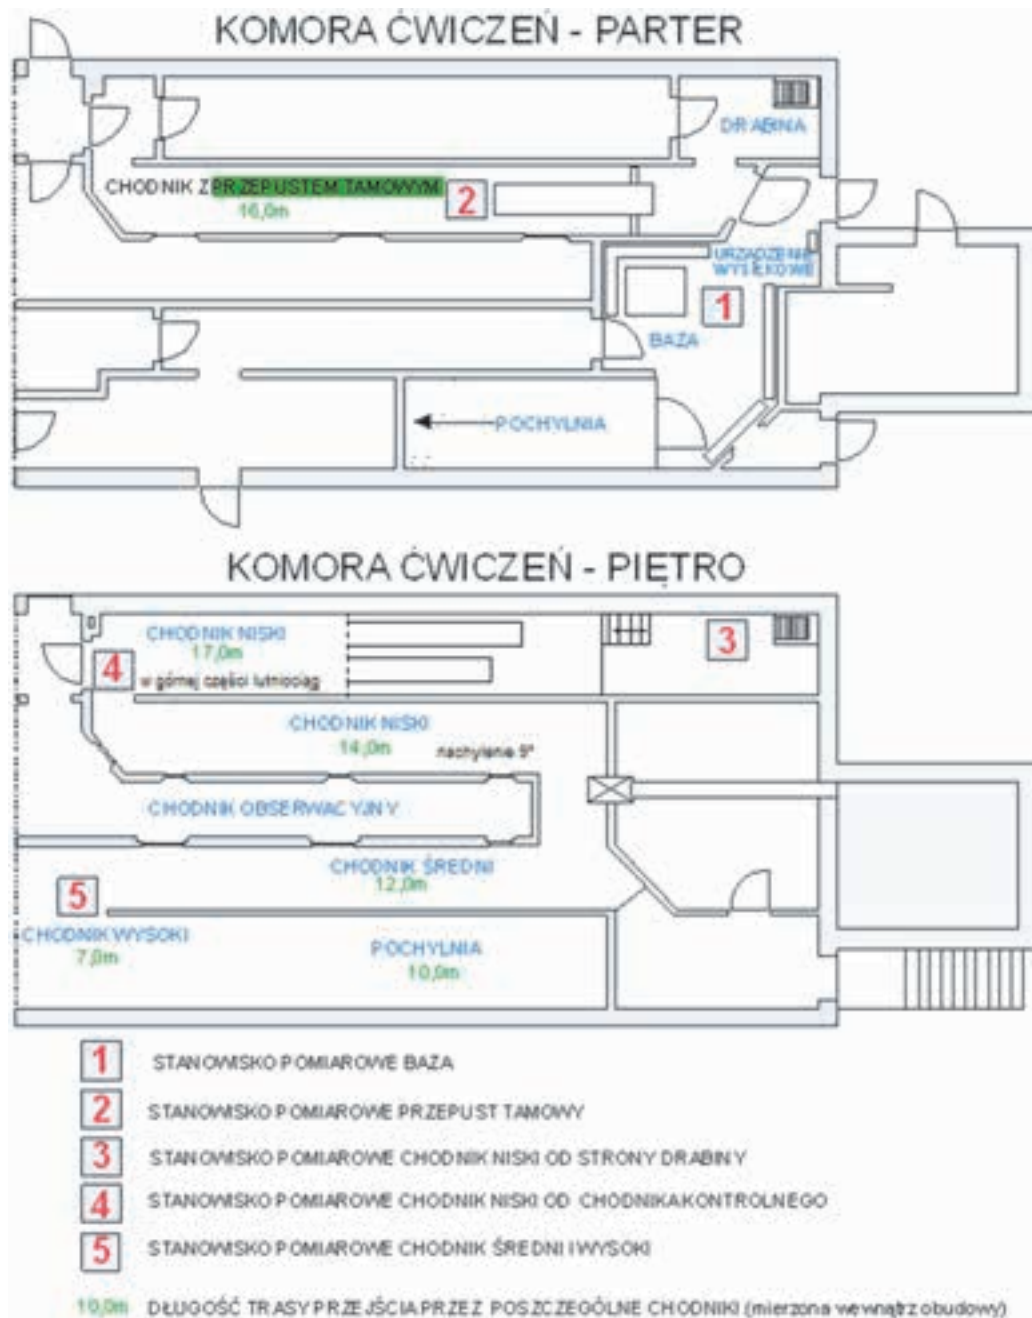 KOMORA ĆWICZEŃ - PARTER
DRABINA
CHODNIK Z PRZEPUSTEM TAMOWYM
2
16,0m
URZĄDZENIE
WYSIŁKOWE
1
BAZA
POCHYLNIA
KOMORA ĆWICZEŃ - PIĘTRO
CHODNIK NISKI
17,0m
3
4
w górnej części lutniociąg
CHODNIK NISKI
14,0m
nachylenie 9°
CHODNIK OBSERWACYJNY
CHODNIK ŚREDNI
12,0m
5
CHODNIK WYSOKI
7,0m
POCHYLNIA
10,0m
1 STANOWISKO POMIAROWE BAZA
2 STANOWISKO POMIAROWE PRZEPUST TAMOWY
3 STANOWISKO POMIAROWE CHODNIK NISKI OD STRONY DRABINY
4 STANOWISKO POMIAROWE CHODNIK NISKI OD CHODNIKA KONTROLNEGO
5 STANOWISKO POMIAROWE CHODNIK ŚREDNI I WYSOKI
10,0m DŁUGOŚĆ TRASY PRZEJŚCIA PRZEZ POSZCZEGÓLNE CHODNIKI (mierzona wewnątrz obudowy)